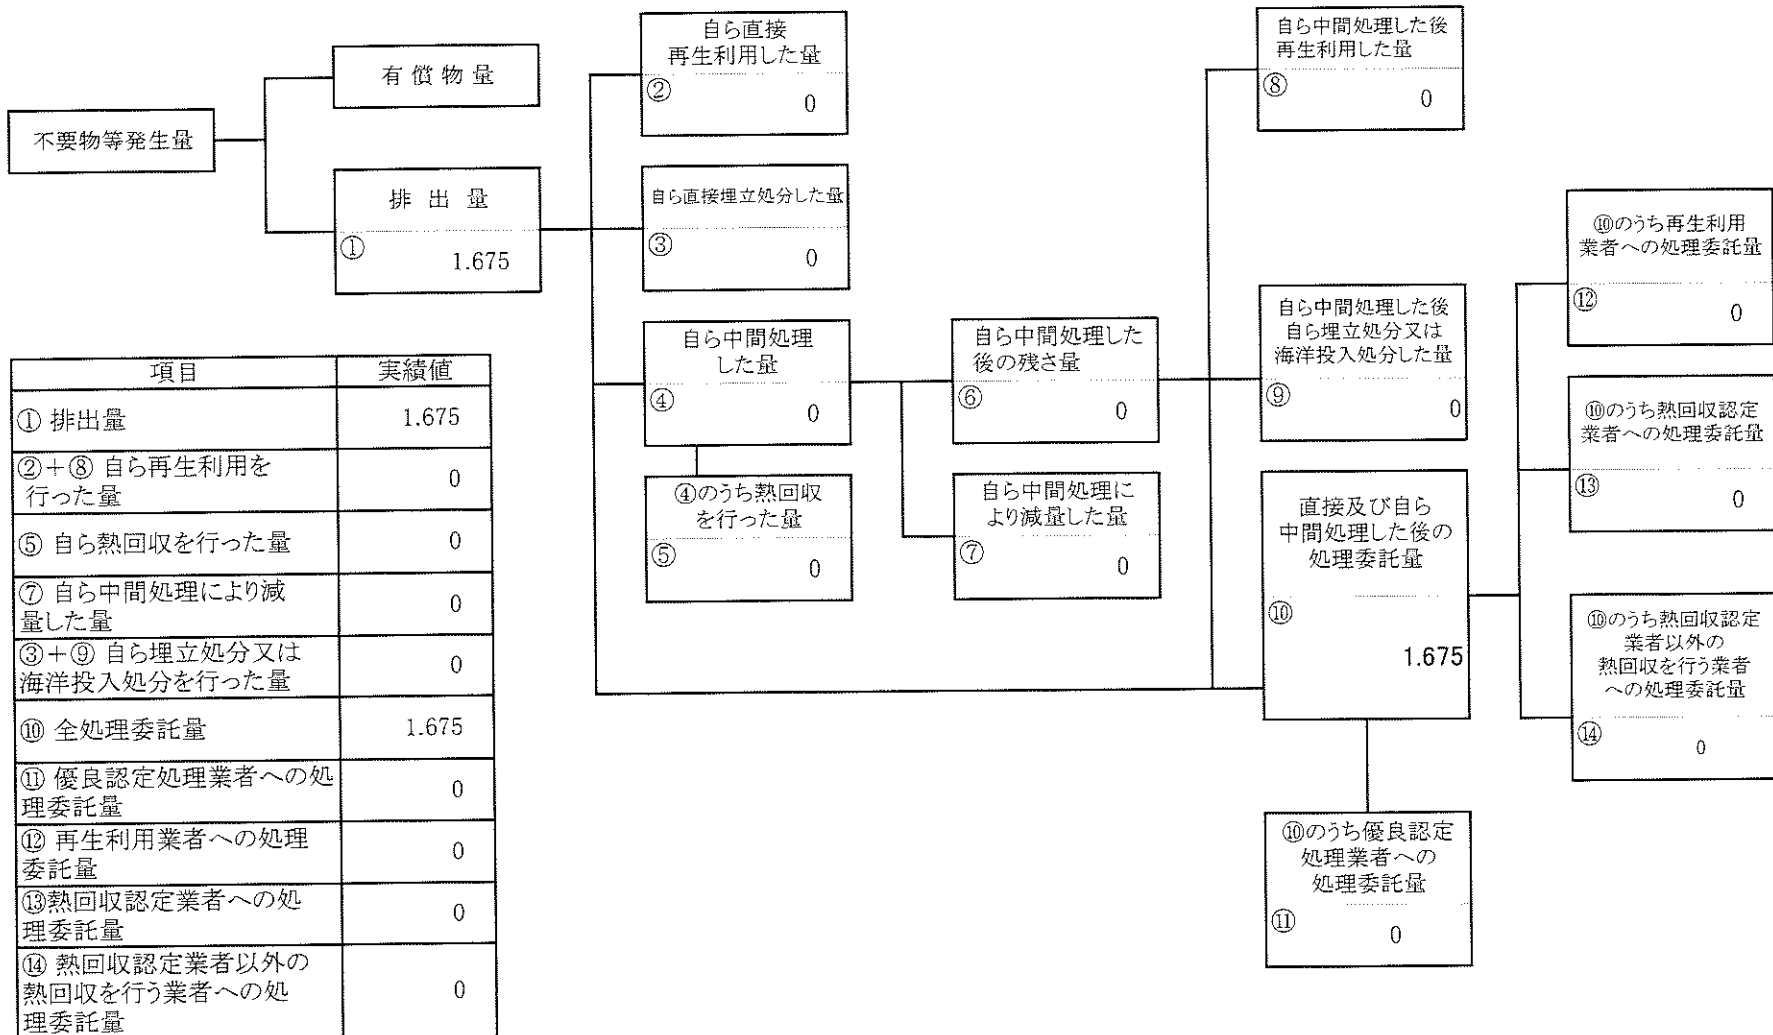 不要物等発生量
有償物量
排出量
①
1.675
自ら直接
再生利用した量
②
0
自ら直接埋立処分した量
③
0
自ら中間処理
した量
④
0
④のうち熱回収
を行った量
⑤
0
自ら中間処理した
後の残さ量
⑥
0
自ら中間処理に
より減量した量
⑦
0
自ら中間処理した後
再生利用した量
⑧
0
自ら中間処理した後
自ら埋立処分又は
海洋投入処分した量
⑨
0
直接及び自ら
中間処理した後の
処理委託量
⑩
1.675
⑩のうち優良認定
処理業者への
処理委託量
⑪
0
⑩のうち再生利用
業者への処理委託量
⑫
0
⑩のうち熱回収認定
業者への処理委託量
⑬
0
⑩のうち熱回収認定
業者以外の
熱回収を行う業者
への処理委託量
⑭
0
項目 実績値
① 排出量 1.675
②+⑧ 自ら再生利用を
行った量 0
⑤ 自ら熱回収を行った量 0
⑦ 自ら中間処理により減
量した量 0
③+⑨ 自ら埋立処分又は
海洋投入処分を行った量 0
⑩ 全処理委託量 1.675
⑪ 優良認定処理業者への処
理委託量 0
⑫ 再生利用業者への処理
委託量 0
⑬熱回収認定業者への処
理委託量 0
⑭ 熱回収認定業者以外の
熱回収を行う業者への処
理委託量 0